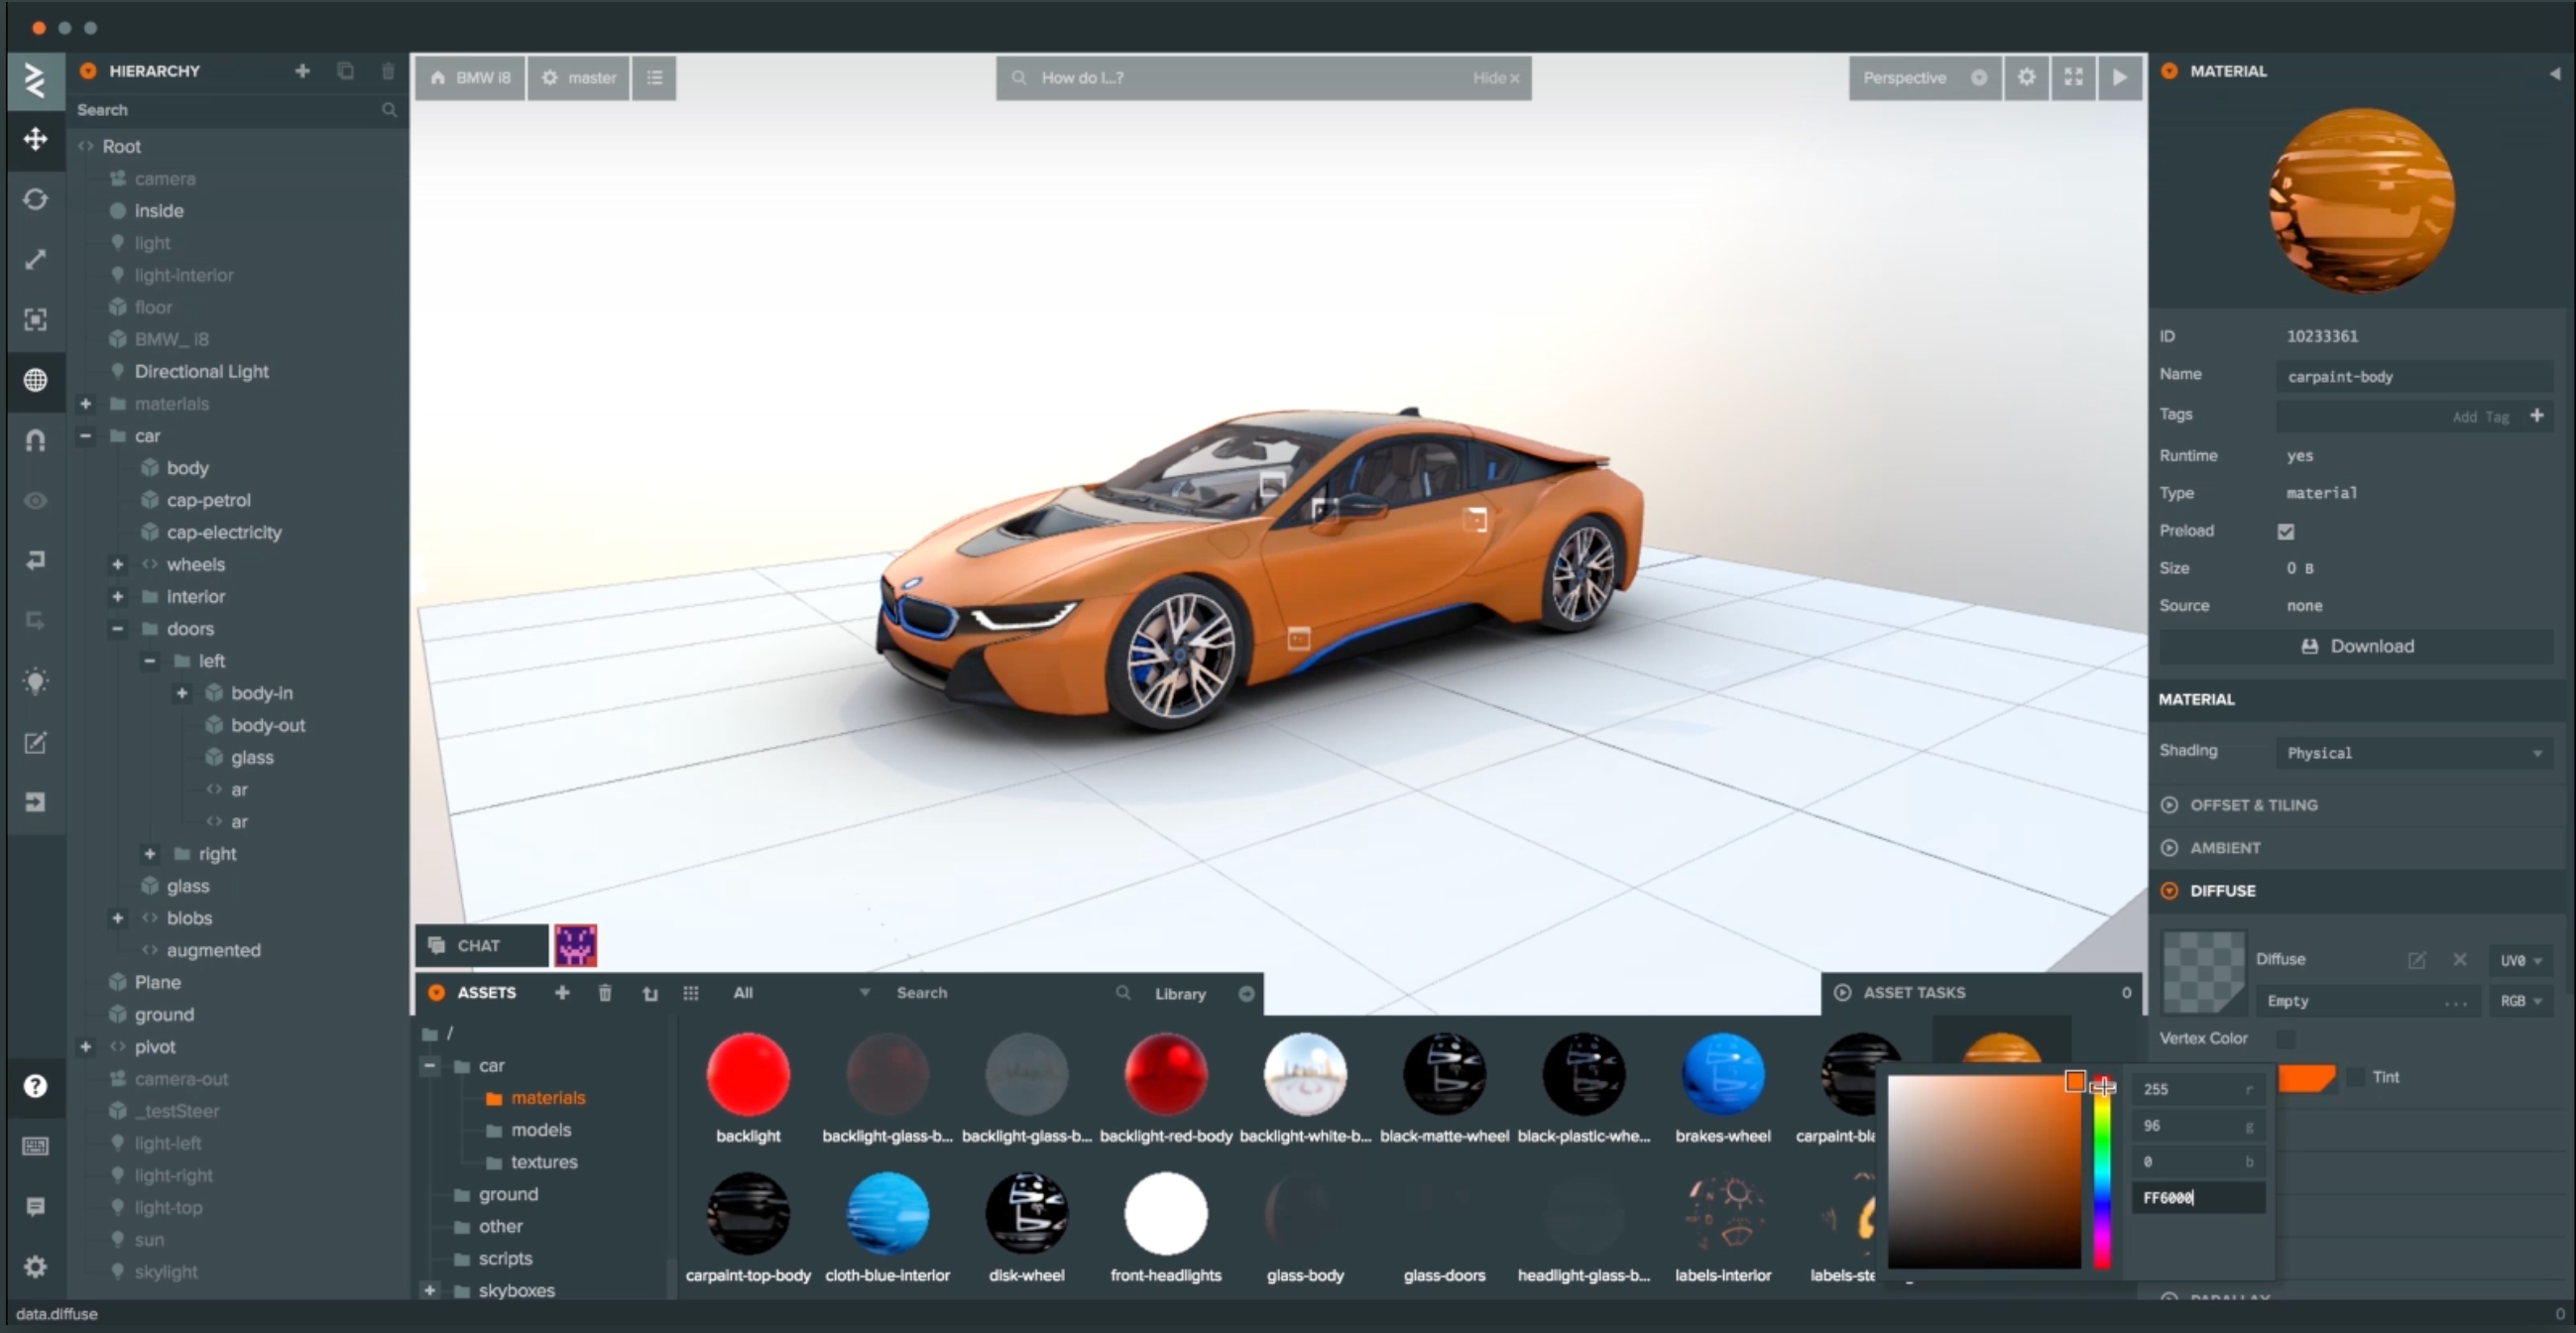 HIERARCHY
Search
Root
camera
inside
light
light-interior
floor
BMW_ i8
Directional Light
materials
car
body
cap-petrol
cap-electricity
wheels
interior
doors
left
body-in
body-out
glass
ar
ar
right
glass
blobs
augmented
Plane
ground
pivot
camera-out
_testSteer
light-left
light-right
light-top
sun
skylight
data.diffuse
BMW i8
master
How do I...?
Hide ×
Perspective
CHAT
ASSETS
All
Search
Library
ASSET TASKS
0
/
car
materials
models
textures
ground
other
scripts
skyboxes
backlight
backlight-glass-b...
backlight-glass-b...
backlight-red-body
backlight-white-b...
black-matte-wheel
black-plastic-whe...
brakes-wheel
carpaint-bla
carpaint-top-body
cloth-blue-interior
disk-wheel
front-headlights
glass-body
glass-doors
headlight-glass-b...
labels-interior
labels-ste
255 r
96 g
0 b
FF6000
MATERIAL
ID 10233361
Name carpaint-body
Tags Add Tag
Runtime yes
Type material
Preload
Size 0 B
Source none
Download
MATERIAL
Shading Physical
OFFSET & TILING
AMBIENT
DIFFUSE
Diffuse UV0
Empty ... RGB
Vertex Color
Tint
PARALLAX
0